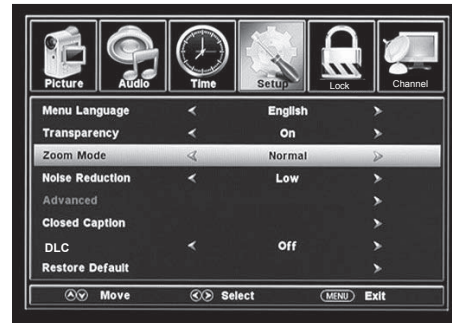 Picture Audio Time Setup Lock Channel
Menu Language English
Transparency On
Zoom Mode Normal
Noise Reduction Low
Advanced
Closed Caption
DLC Off
Restore Default
Move Select MENU Exit